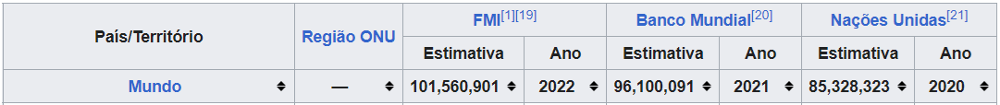 País/Território Região ONU FMI[1][19] Banco Mundial[20] Nações Unidas[21]
Estimativa Ano Estimativa Ano Estimativa Ano
Mundo — 101,560,901 2022 96,100,091 2021 85,328,323 2020